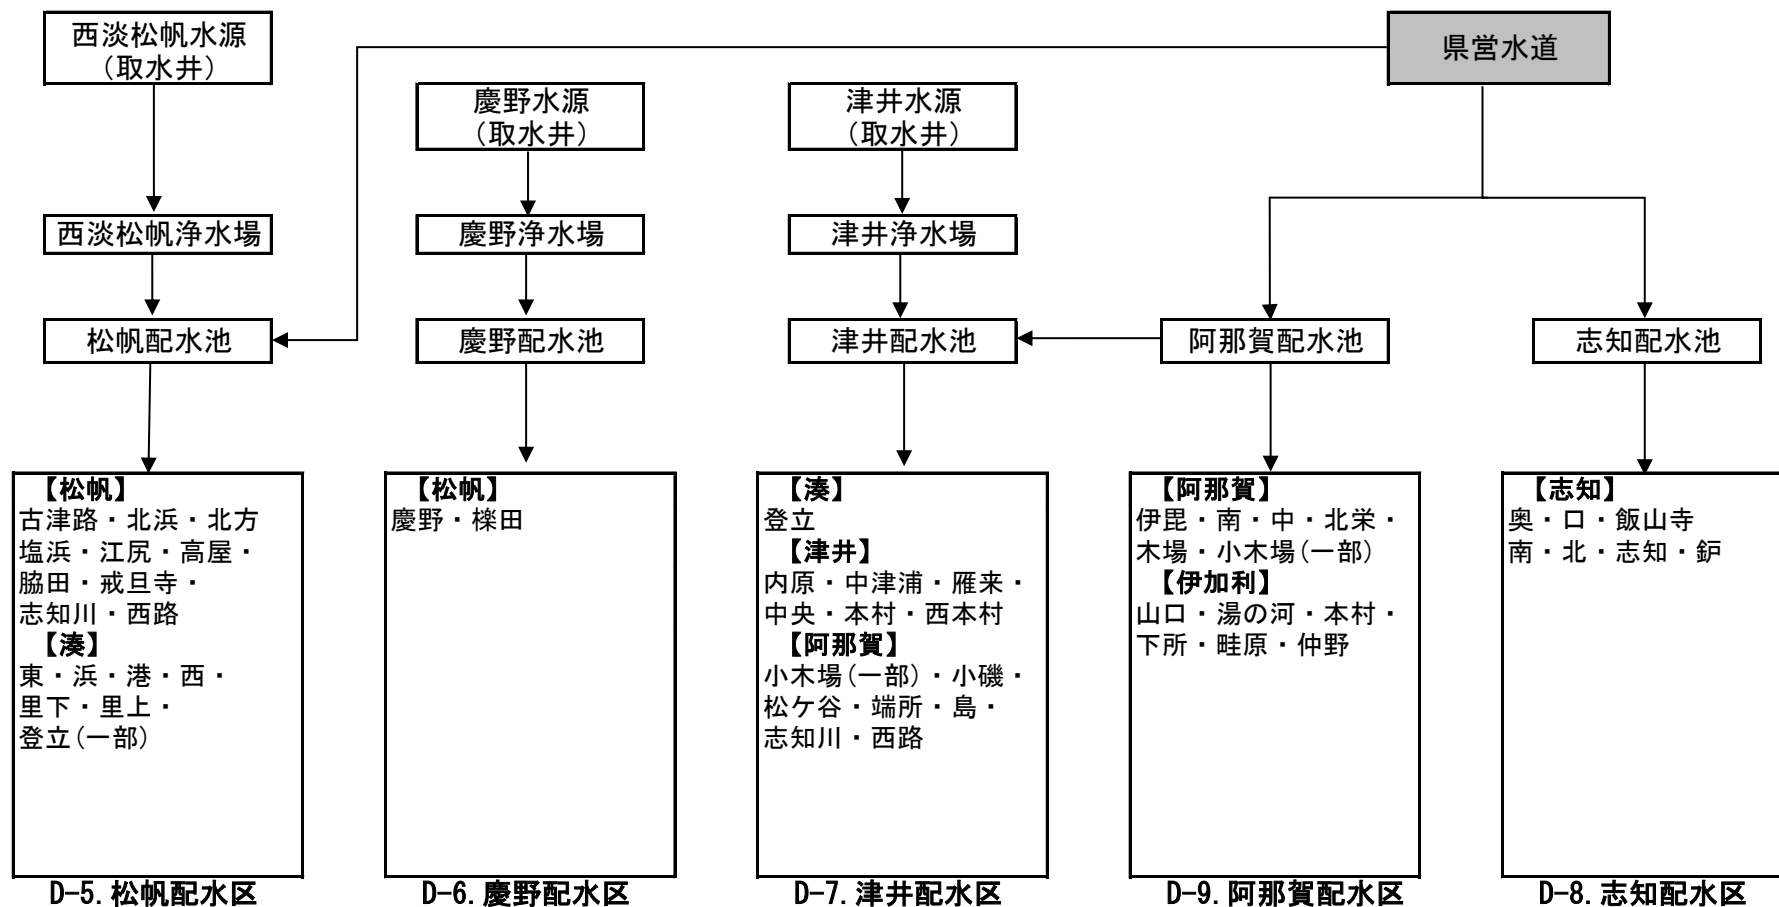 西淡松帆水源
（取水井）
県営水道
慶野水源
（取水井）
津井水源
（取水井）
西淡松帆浄水場
慶野浄水場
津井浄水場
松帆配水池
慶野配水池
津井配水池
阿那賀配水池
志知配水池
【松帆】
古津路・北浜・北方
塩浜・江尻・高屋・
脇田・戒旦寺・
志知川・西路
【湊】
東・浜・港・西・
里下・里上・
登立(一部)
D-5.松帆配水区
【松帆】
慶野・櫟田
D-6.慶野配水区
【湊】
登立
【津井】
内原・中津浦・雁来・
中央・本村・西本村
【阿那賀】
小木場(一部)・小磯・
松ケ谷・端所・島・
志知川・西路
D-7.津井配水区
【阿那賀】
伊毘・南・中・北栄・
木場・小木場(一部)
【伊加利】
山口・湯の河・本村・
下所・畦原・仲野
D-9.阿那賀配水区
【志知】
奥・口・飯山寺
南・北・志知・鈩
D-8.志知配水区